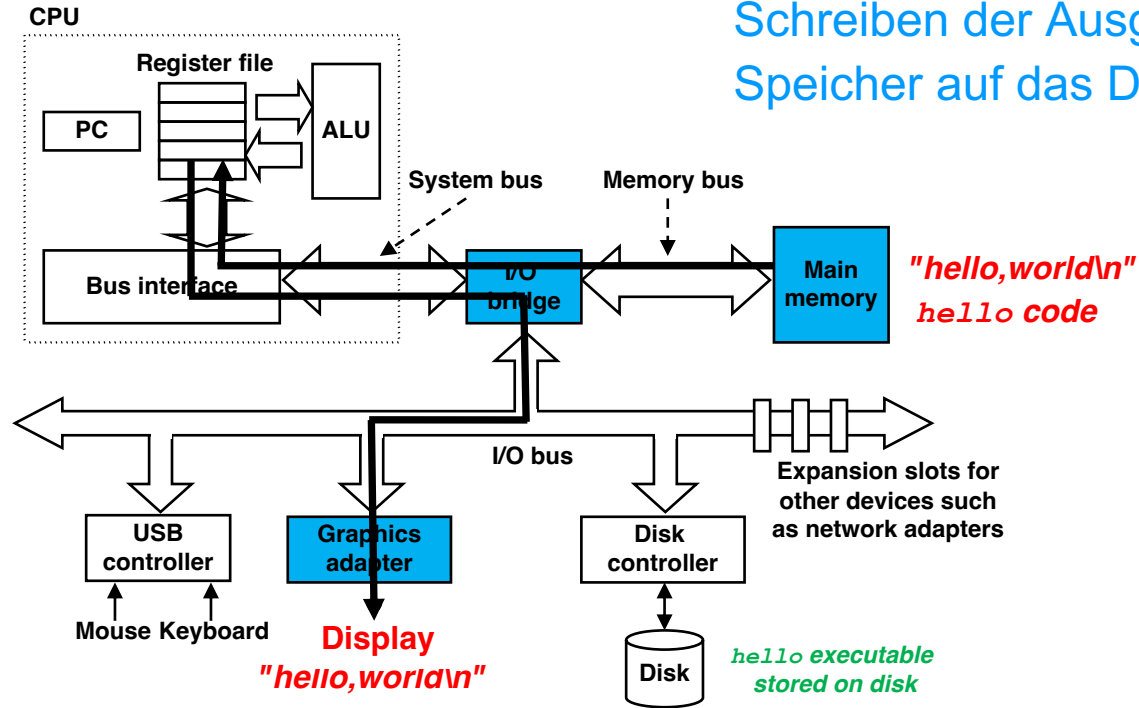 CPU
Schreiben der
Speicher auf das
Register file
PC
ALU
System bus
Memory bus
Bus interface
I/O
bridge
Main
memory
"hello,world\n"
hello code
I/O bus
Expansion slots for
other devices such
as network adapters
USB
controller
Graphics
adapter
Disk
controller
Mouse Keyboard
Display
"hello,world\n"
Disk
hello executable
stored on disk